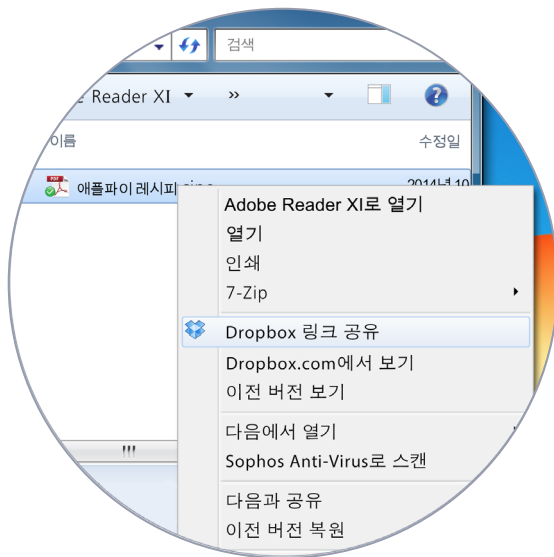 검색
Reader XI
»
이름 수정일
애플파이 레시피 2014년 10
Adobe Reader XI로 열기
열기
인쇄
7-Zip
Dropbox 링크 공유
Dropbox.com에서 보기
이전 버전 보기
다음에서 열기
Sophos Anti-Virus로 스캔
다음과 공유
이전 버전 복원